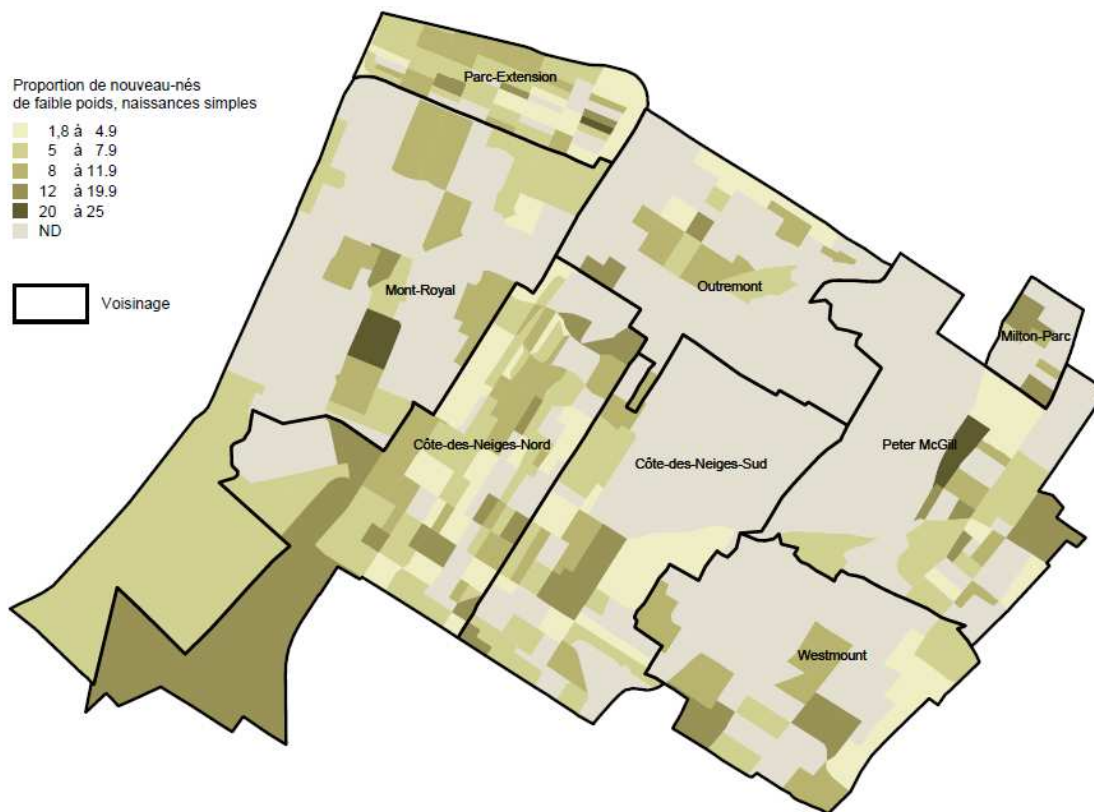 Proportion de nouveau-nés
de faible poids, naissances simples
1,8 à 4.9
5 à 7.9
8 à 11.9
12 à 19.9
20 à 25
ND
Voisinage
Parc-Extension
Mont-Royal
Outremont
Milton-Parc
Côte-des-Neiges-Nord
Côte-des-Neiges-Sud
Peter McGill
Westmount